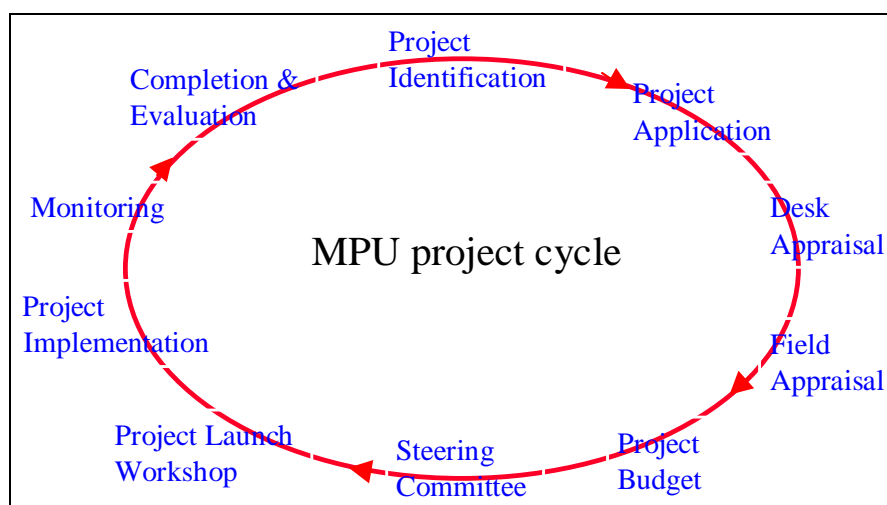 Project
Identification
Project
Application
Desk
Appraisal
Field
Appraisal
Project
Budget
Steering
Committee
Project Launch
Workshop
Project
Implementation
Monitoring
Completion &
Evaluation
MPU project cycle